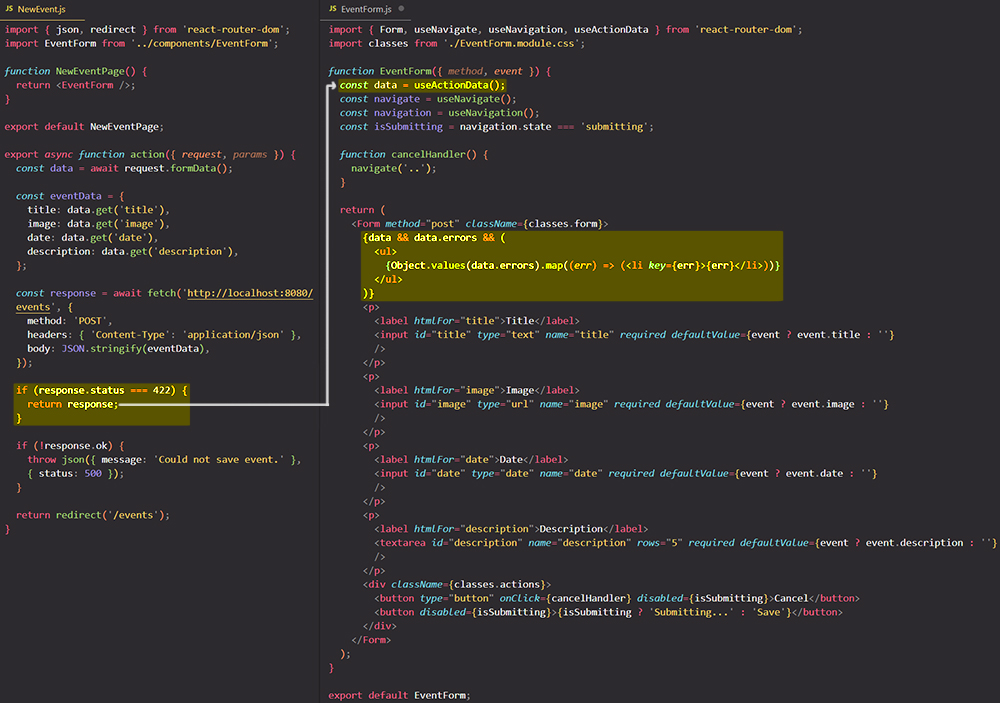 JS NewEvent.js
import { json, redirect } from 'react-router-dom';
import EventForm from '../components/EventForm';
function NewEventPage() {
return <EventForm />;
}
export default NewEventPage;
export async function action({ request, params }) {
const data = await request.formData();
const eventData = {
title: data.get('title'),
image: data.get('image'),
date: data.get('date'),
description: data.get('description'),
};
const response = await fetch('http://localhost:8080/
events', {
method: 'POST',
headers: { 'Content-Type': 'application/json' },
body: JSON.stringify(eventData),
});
if (response.status === 422) {
return response;
}
if (!response.ok) {
throw json({ message: 'Could not save event.' },
{ status: 500 });
}
return redirect('/events');
}
JS EventForm.js
import { Form, useNavigate, useNavigation, useActionData } from 'react-router-dom';
import classes from './EventForm.module.css';
function EventForm({ method, event }) {
const data = useActionData();
const navigate = useNavigate();
const navigation = useNavigation();
const isSubmitting = navigation.state === 'submitting';
function cancelHandler() {
navigate('..');
}
return (
<Form method="post" className={classes.form}>
{data && data.errors && (
<ul>
{Object.values(data.errors).map((err) => (<li key={err}>{err}</li>))}
</ul>
)}
<p>
<label htmlFor="title">Title</label>
<input id="title" type="text" name="title" required defaultValue={event ? event.title : ''}
/>
</p>
<p>
<label htmlFor="image">Image</label>
<input id="image" type="url" name="image" required defaultValue={event ? event.image : ''}
/>
</p>
<p>
<label htmlFor="date">Date</label>
<input id="date" type="date" name="date" required defaultValue={event ? event.date : ''}
/>
</p>
<p>
<label htmlFor="description">Description</label>
<textarea id="description" name="description" rows="5" required defaultValue={event ? event.description : ''}
/>
</p>
<div className={classes.actions}>
<button type="button" onClick={cancelHandler} disabled={isSubmitting}>Cancel</button>
<button disabled={isSubmitting}>{isSubmitting ? 'Submitting...' : 'Save'}</button>
</div>
</Form>
);
}
export default EventForm;